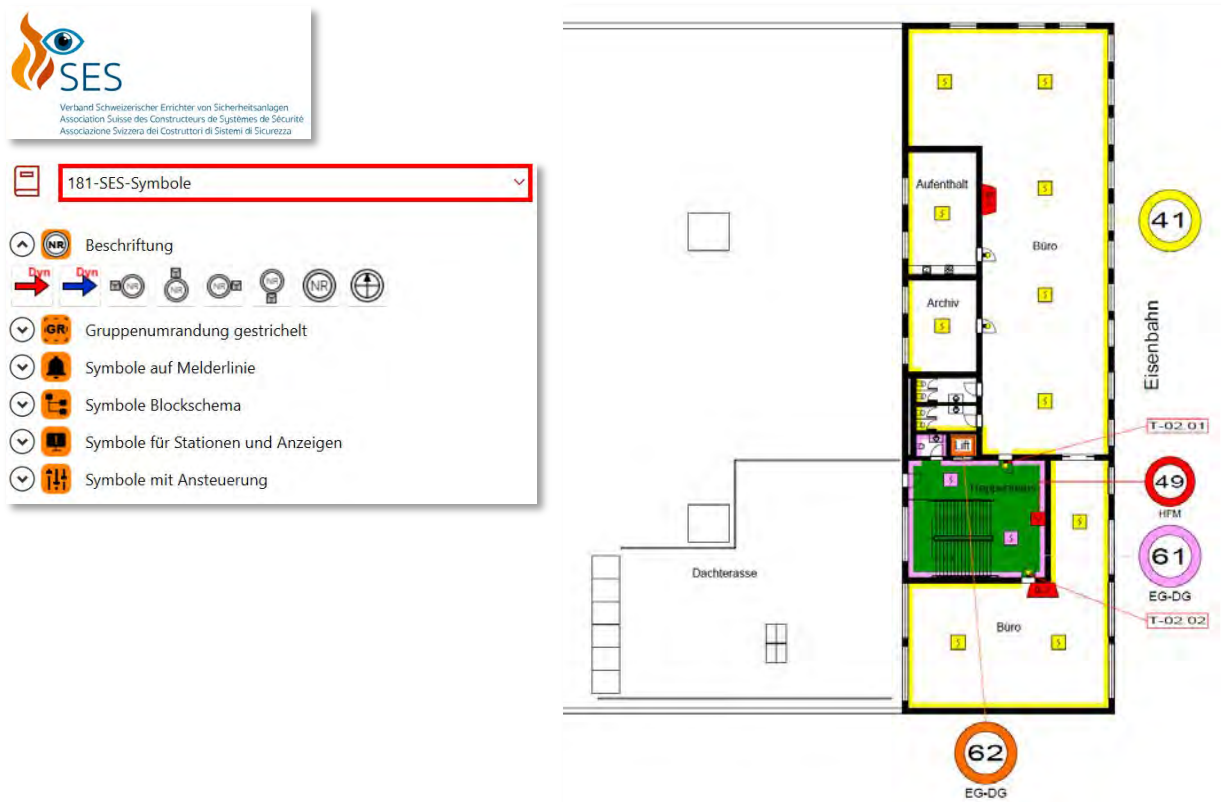 SES
Verband Schweizerischer Errichter von Sicherheitsanlagen
Association Suisse des Constructeurs de Systèmes de Sécurité
Associazione Svizzera dei Costruttori di Sistemi di Sicurezza
181-SES-Symbole
NR Beschriftung
Dyn Dyn NR NR NR NR NR
GR Gruppenumrandung gestrichelt
Symbole auf Melderlinie
Symbole Blockschema
Symbole für Stationen und Anzeigen
Symbole mit Ansteuerung
Aufenthalt
41
Büro
Archiv
Eisenbahn
T-02.01
Lift
49
HFM
Treppenhaus
61
EG-DG
Dachterasse
T-02.02
Büro
62
EG-DG